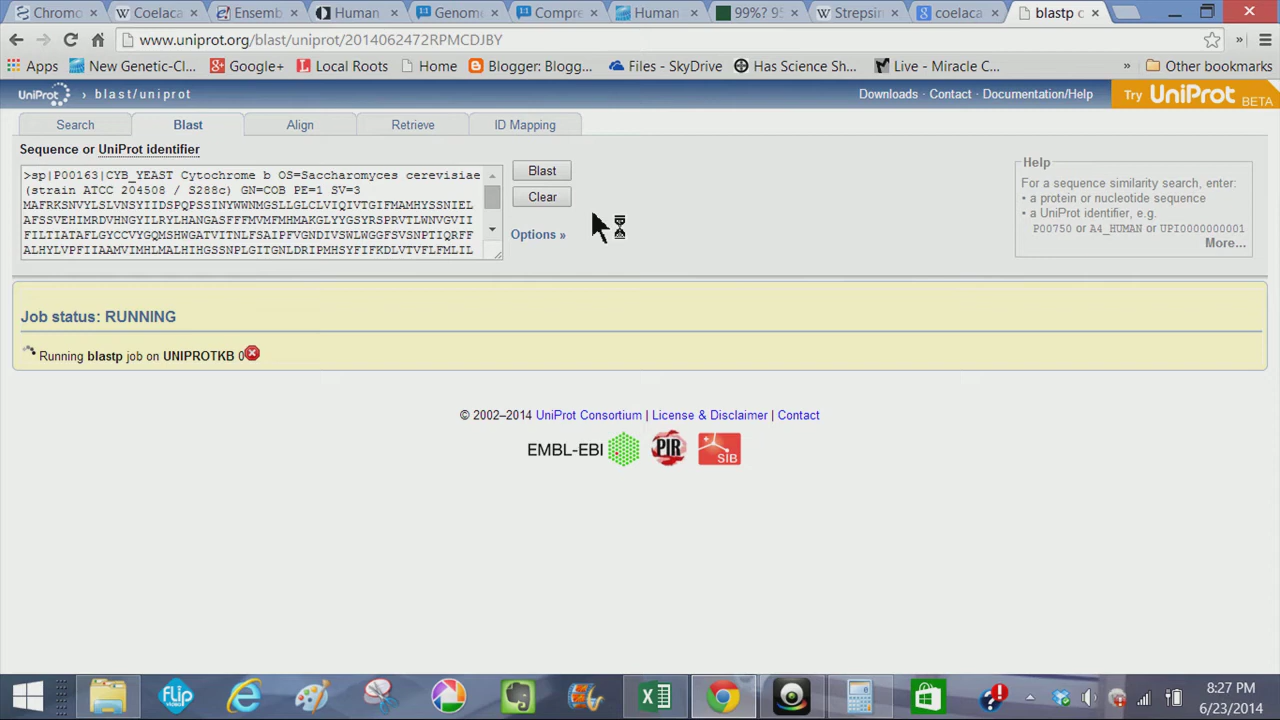 Chromo
Coelaca
Ensemb
Human
Genom
Compre
Human
99%? 95
Strepsin
coelaca
blastp c
www.uniprot.org/blast/uniprot/2014062472RPMCDJBY
Apps
New Genetic-Cl...
Google+
Local Roots
Home
Blogger: Blogg...
Files - SkyDrive
Has Science Sh...
Live - Miracle C...
»
Other bookmarks
UniProt › blast/uniprot
Downloads · Contact · Documentation/Help
Try UniProt BETA
Search
Blast
Align
Retrieve
ID Mapping
Sequence or UniProt identifier
>sp|P00163|CYB_YEAST Cytochrome b OS=Saccharomyces cerevisiae
(strain ATCC 204508 / S288c) GN=COB PE=1 SV=3
MAFRKSNVYLSLVNSYIIDSPQPSSINYWWNMGSLLGLCLVIQIVTGIFMAMHYSSNIEL
AFSSVEHIMRDVHNGYILRYLHANGASFFFMVMFMHMAKGLYYGSYRSPRVTLWNVGVII
FILTIATAFLGYCCVYGQMSHWGATVITNLFSAIPFVGNDIVSWLWGGFSVSNPTIQRFF
ALHYLVPFIIAAMVIMHLMALHIHGSSNPLGITGNLDRIPMHSYFIFKDLVTVFLFMLIL
Blast
Clear
Options »
Help
For a sequence similarity search, enter:
• a protein or nucleotide sequence
• a UniProt identifier, e.g.
P00750 or A4_HUMAN or UPI0000000001
More...
Job status: RUNNING
Running blastp job on UNIPROTKB 0
© 2002–2014 UniProt Consortium | License & Disclaimer | Contact
EMBL-EBI
PIR
SIB
FLIP
8:27 PM
6/23/2014